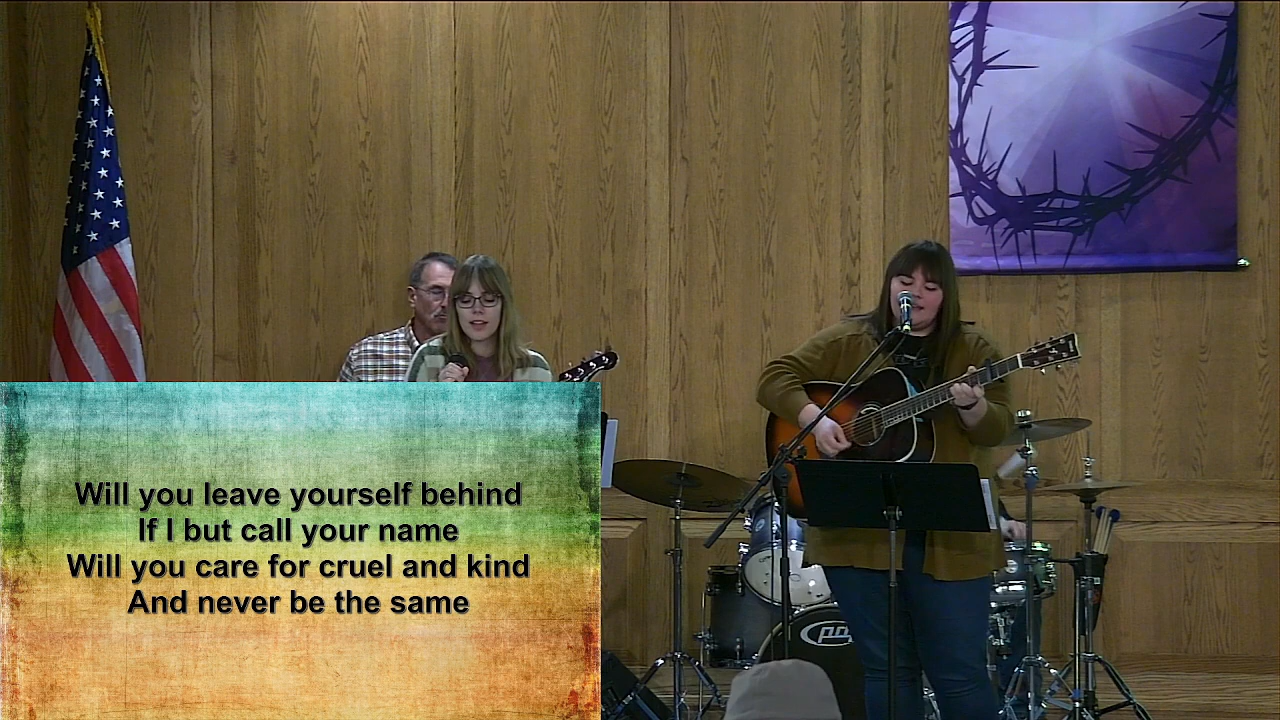 Will you leave yourself behind
If I but call your name
Will you care for cruel and kind
And never be the same